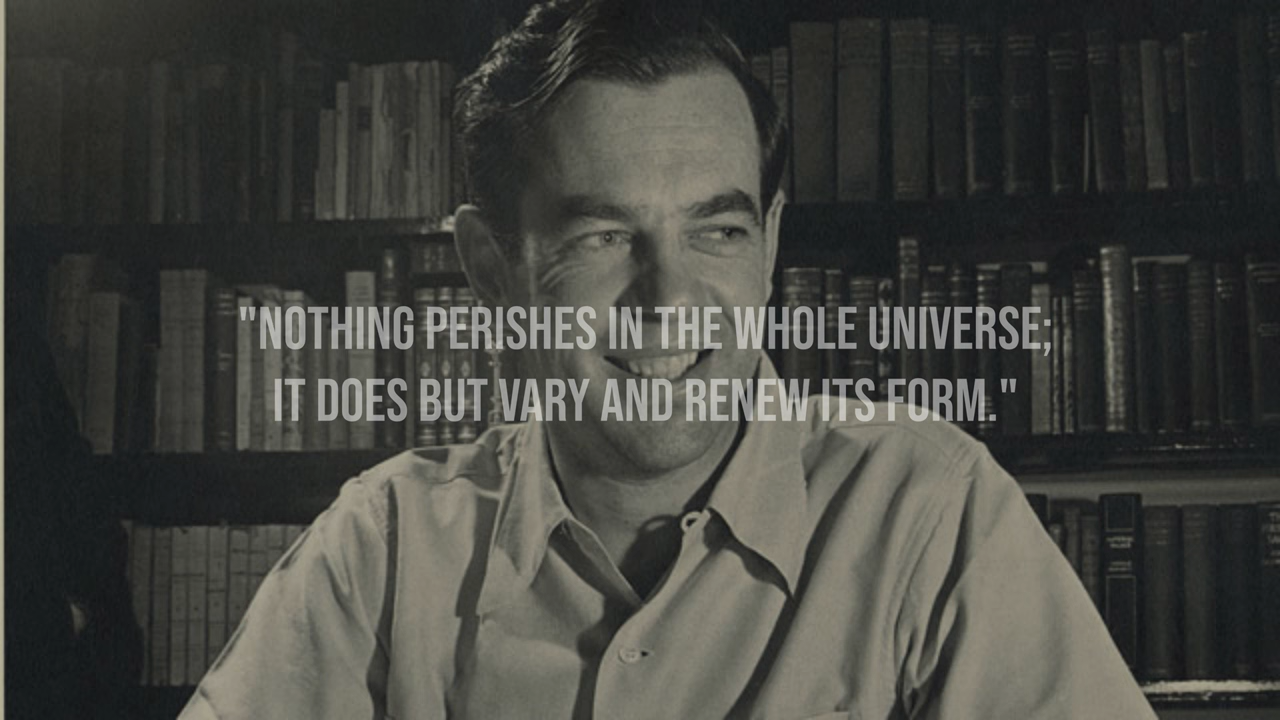 "NOTHING PERISHES IN THE WHOLE UNIVERSE;
IT DOES BUT VARY AND RENEW ITS FORM."